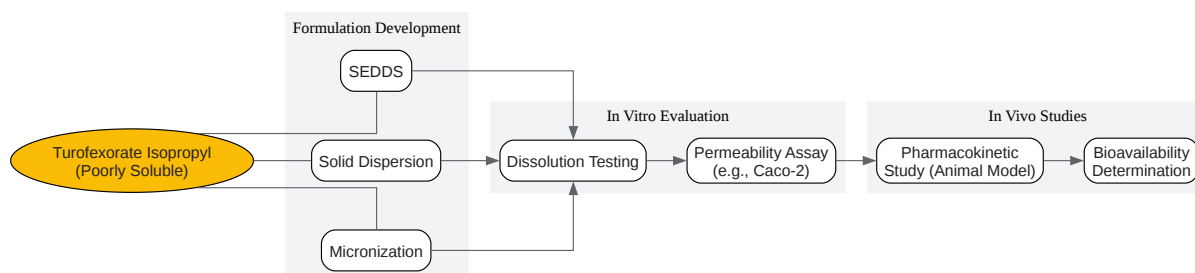 Formulation Development
SEDDS
In Vitro Evaluation
In Vivo Studies
Turofexorate Isopropyl
(Poorly Soluble)
Solid Dispersion
Dissolution Testing
Permeability Assay
(e.g., Caco-2)
Pharmacokinetic
Study (Animal Model)
Bioavailability
Determination
Micronization